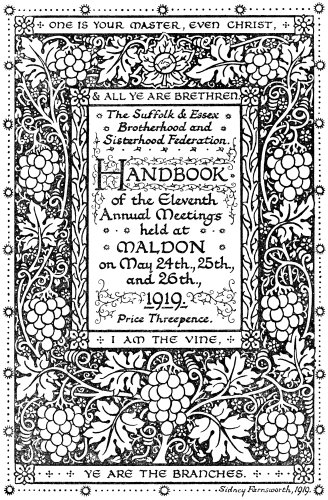 ONE IS YOUR MASTER, EVEN CHRIST,
& ALL YE ARE BRETHREN.
The Suffolk & Essex
Brotherhood and
Sisterhood Federation.
HANDBOOK
of the Eleventh
Annual Meetings
held at
MALDON
on May 24th., 25th.,
and 26th.,
1919.
Price Threepence.
I AM THE VINE,
YE ARE THE BRANCHES.
Sidney Farnsworth, 1919.